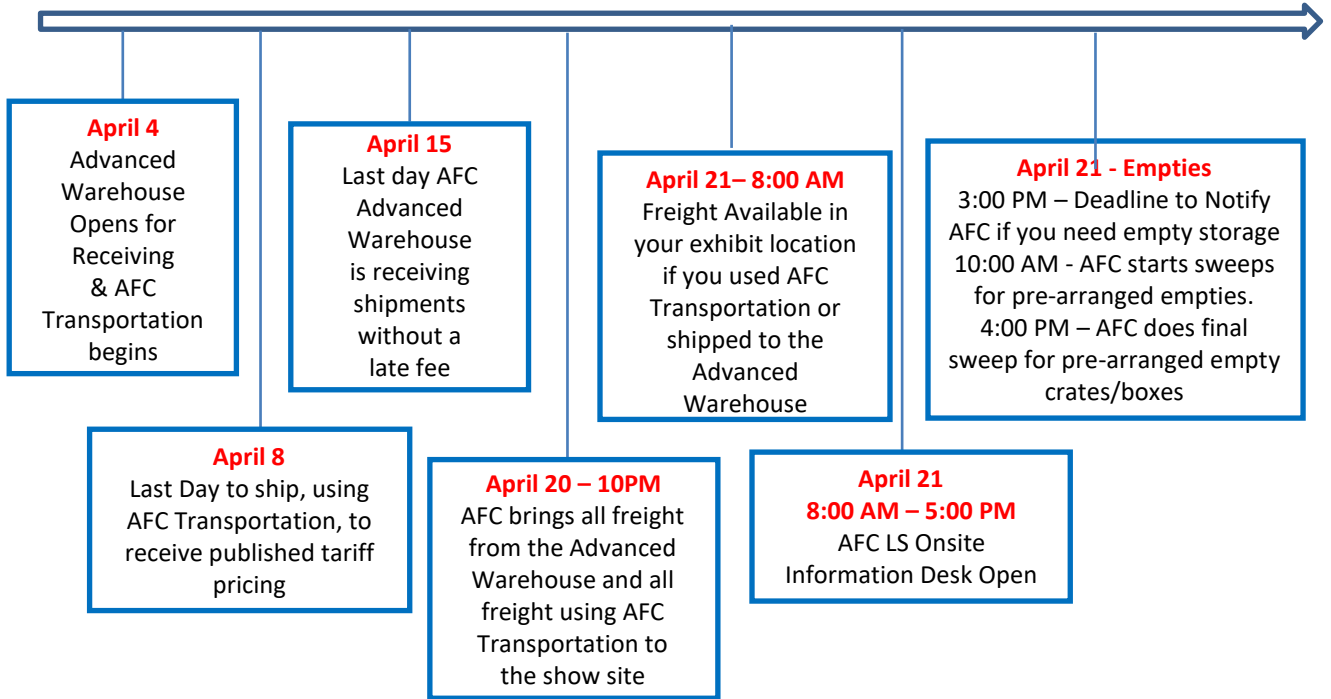 April 4
Advanced
Warehouse
Opens for
Receiving
& AFC
Transportation
begins
April 8
Last Day to ship, using
AFC Transportation, to
receive published tariff
pricing
April 15
Last day AFC
Advanced
Warehouse
is receiving
shipments
without a
late fee
April 20 – 10PM
AFC brings all freight
from the Advanced
Warehouse and all
freight using AFC
Transportation to
the show site
April 21– 8:00 AM
Freight Available in
your exhibit location
if you used AFC
Transportation or
shipped to the
Advanced
Warehouse
April 21
8:00 AM – 5:00 PM
AFC LS Onsite
Information Desk Open
April 21 - Empties
3:00 PM – Deadline to Notify
AFC if you need empty storage
10:00 AM - AFC starts sweeps
for pre-arranged empties.
4:00 PM – AFC does final
sweep for pre-arranged empty
crates/boxes